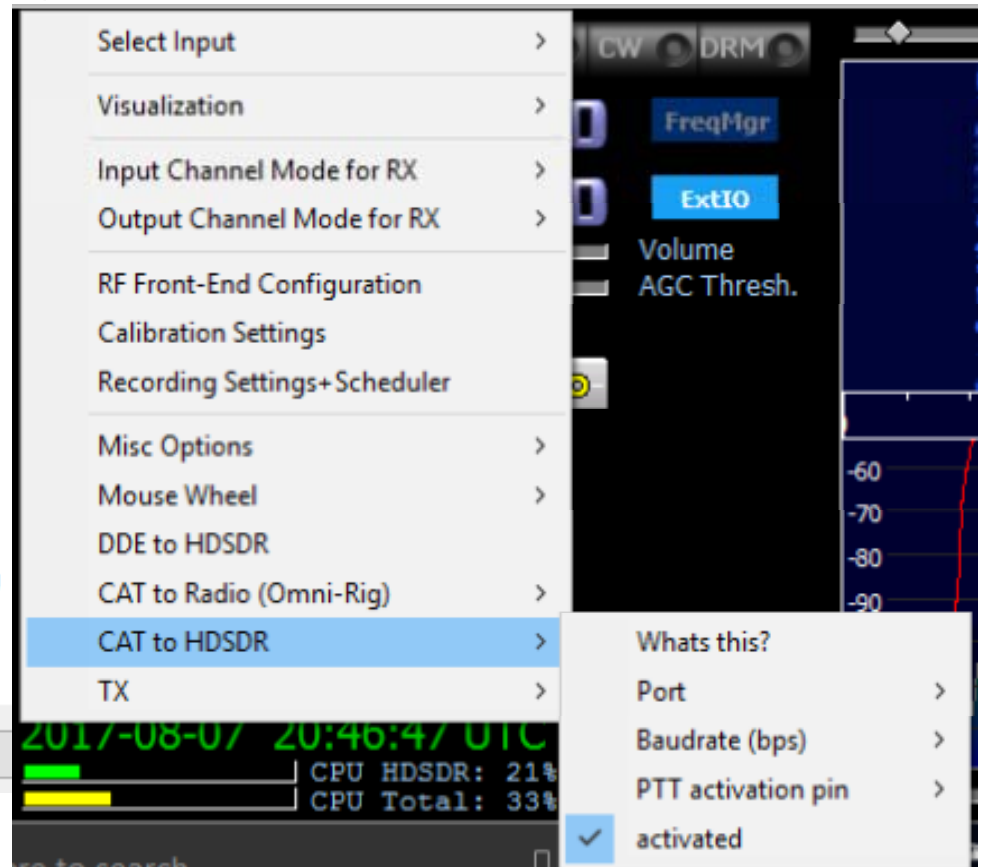 Select Input
Visualization
Input Channel Mode for RX
Output Channel Mode for RX
RF Front-End Configuration
Calibration Settings
Recording Settings+Scheduler
Misc Options
Mouse Wheel
DDE to HDSDR
CAT to Radio (Omni-Rig)
CAT to HDSDR
TX
CW DRM
FreqMgr
ExtIO
Volume
AGC Thresh.
-60
-70
-80
-90
Whats this?
Port
Baudrate (bps)
PTT activation pin
activated
2017-08-07 20:46:47 UTC
CPU HDSDR: 21%
CPU Total: 33%
to search